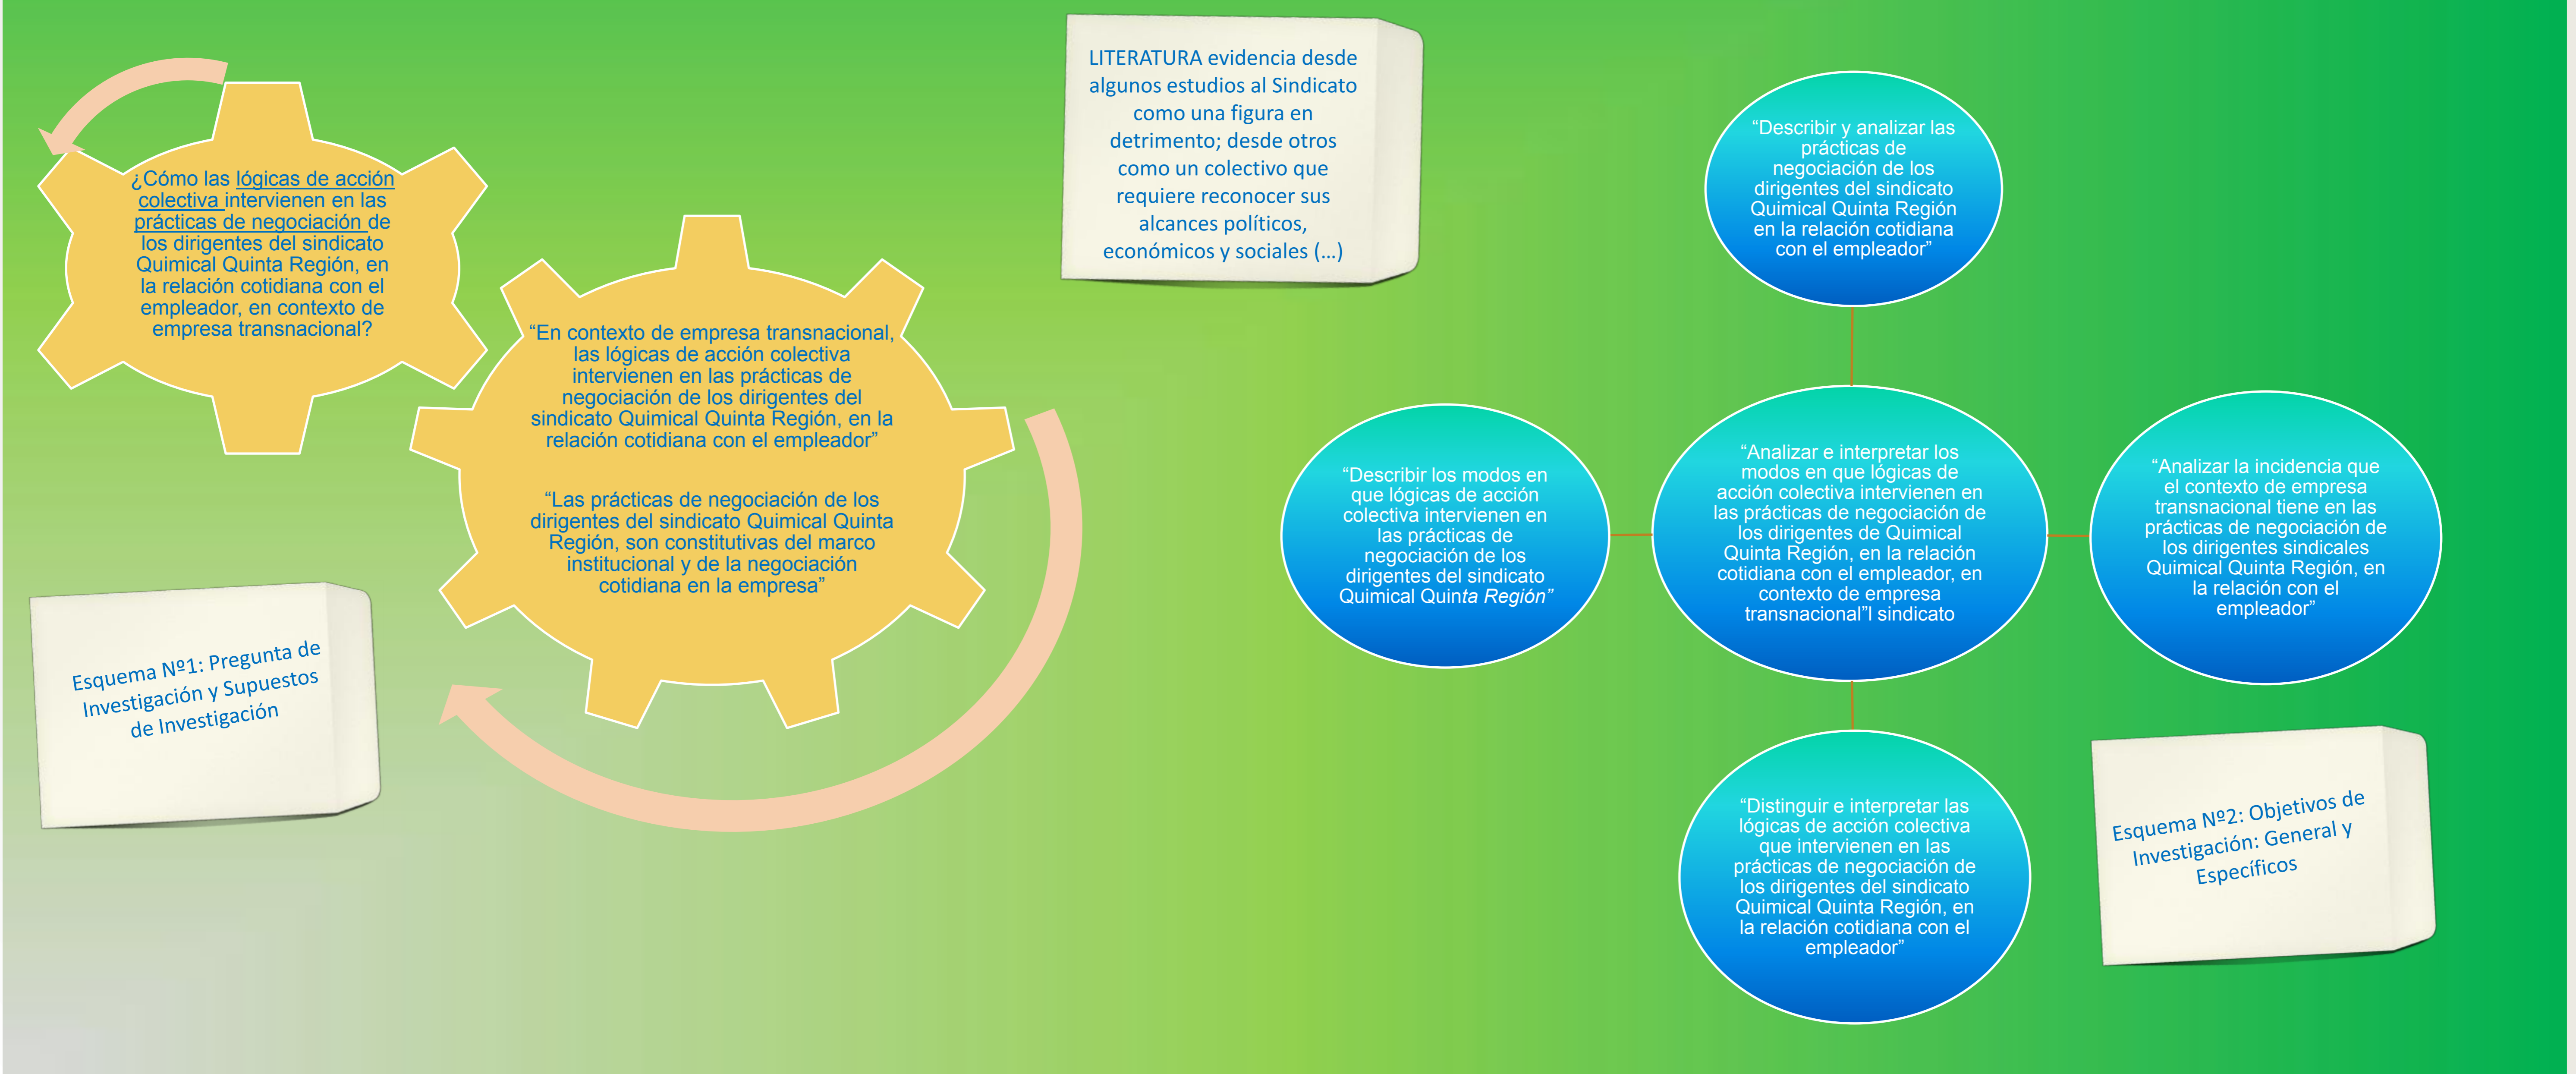 ¿Cómo las lógicas de acción
colectiva intervienen en las
prácticas de negociación de
los dirigentes del sindicato
Quimical Quinta Región, en
la relación cotidiana con el
empleador, en contexto de
empresa transnacional?
“En contexto de empresa transnacional,
las lógicas de acción colectiva
intervienen en las prácticas de
negociación de los dirigentes del
sindicato Quimical Quinta Región, en la
relación cotidiana con el empleador”
“Las prácticas de negociación de los
dirigentes del sindicato Quimical Quinta
Región, son constitutivas del marco
institucional y de la negociación
cotidiana en la empresa”
Esquema Nº1: Pregunta de
Investigación y Supuestos
de Investigación
LITERATURA evidencia desde
algunos estudios al Sindicato
como una figura en
detrimento; desde otros
como un colectivo que
requiere reconocer sus
alcances políticos,
económicos y sociales (…)
“Describir y analizar las
prácticas de
negociación de los
dirigentes del sindicato
Quimical Quinta Región
en la relación cotidiana
con el empleador”
“Describir los modos en
que lógicas de acción
colectiva intervienen en
las prácticas de
negociación de los
dirigentes del sindicato
Quimical Quinta Región”
“Analizar e interpretar los
modos en que lógicas de
acción colectiva intervienen en
las prácticas de negociación de
los dirigentes de Quimical
Quinta Región, en la relación
cotidiana con el empleador, en
contexto de empresa
transnacional”l sindicato
“Analizar la incidencia que
el contexto de empresa
transnacional tiene en las
prácticas de negociación de
los dirigentes sindicales
Quimical Quinta Región, en
la relación con el
empleador”
“Distinguir e interpretar las
lógicas de acción colectiva
que intervienen en las
prácticas de negociación de
los dirigentes del sindicato
Quimical Quinta Región, en
la relación cotidiana con el
empleador”
Esquema Nº2: Objetivos de
Investigación: General y
Específicos